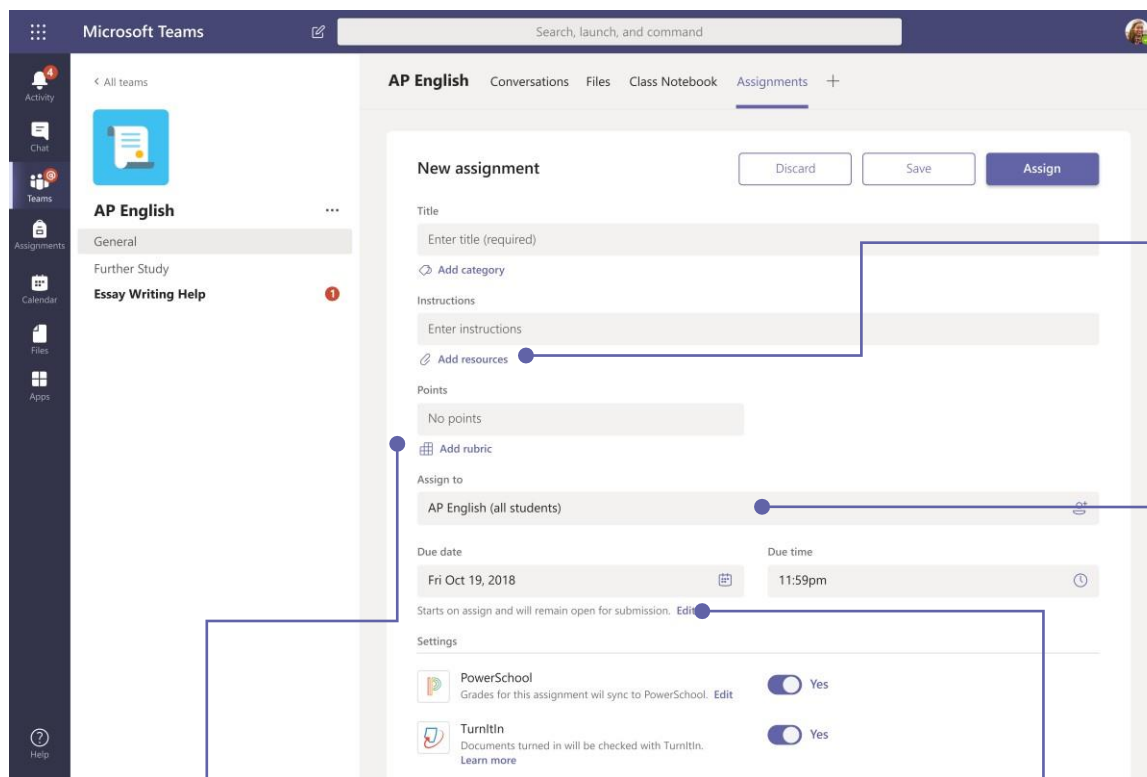 Microsoft Teams
Search, launch, and command
4
Activity
Chat
@
Teams
Assignments
Calendar
Files
Apps
Help
< All teams
AP English
...
General
Further Study
Essay Writing Help
1
AP English Conversations Files Class Notebook Assignments +
New assignment
Discard Save Assign
Title
Enter title (required)
Add category
Instructions
Enter instructions
Add resources
Points
No points
Add rubric
Assign to
AP English (all students)
Due date Due time
Fri Oct 19, 2018 11:59pm
Starts on assign and will remain open for submission. Edit
Settings
PowerSchool
Yes
Grades for this assignment wil sync to PowerSchool. Edit
TurnItIn
Yes
Documents turned in will be checked with TurnItIn.
Learn more